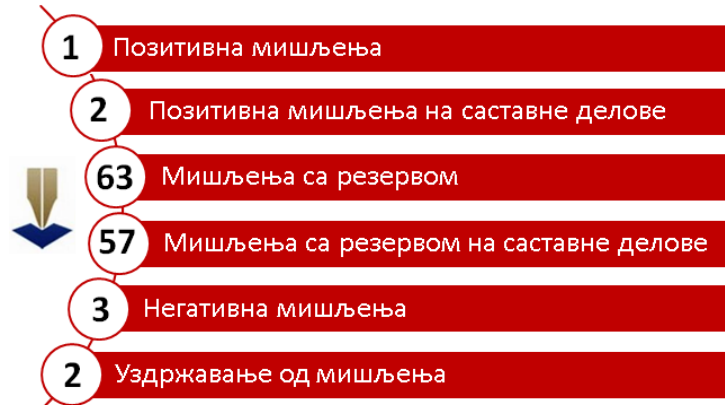 1 Позитивна мишљења
2 Позитивна мишљења на саставне делове
63 Мишљења са резервом
57 Мишљења са резервом на саставне делове
3 Негативна мишљења
2 Уздржавање од мишљења